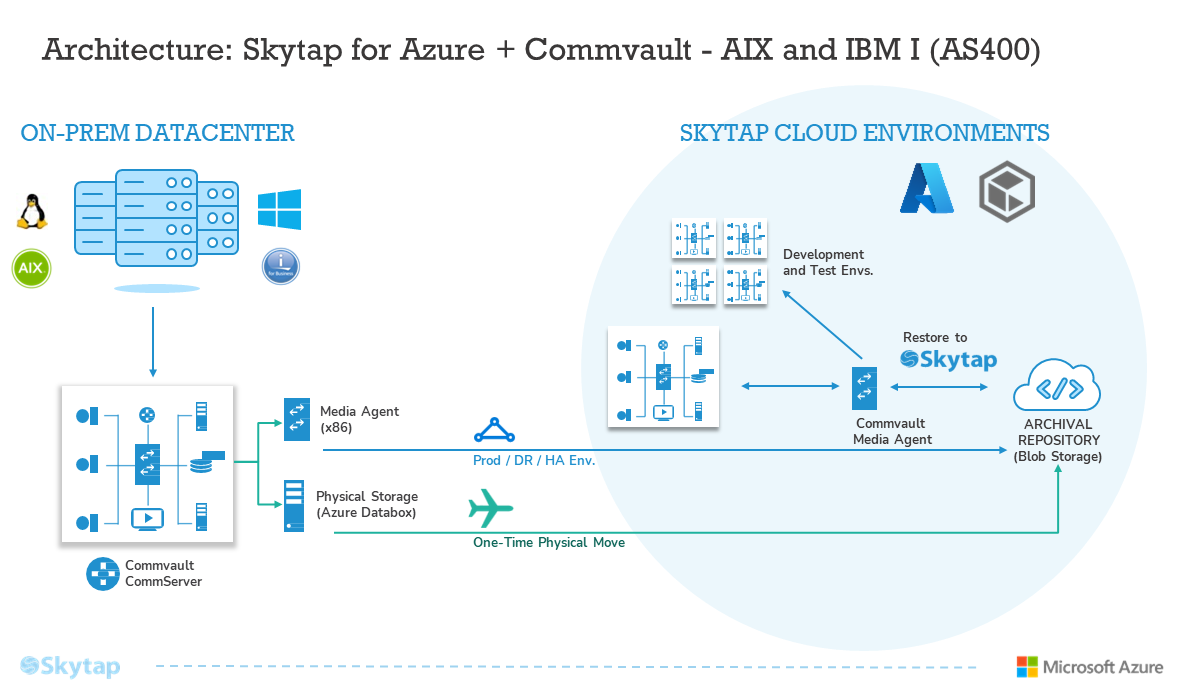 Architecture: Skytap for Azure + Commvault - AIX and IBM I (AS400)
ON-PREM DATACENTER
SKYTAP CLOUD ENVIRONMENTS
AIX
i
for Business
Development
and Test Envs.
Restore to
Skytap
Media Agent
(x86)
Commvault
Media Agent
ARCHIVAL
REPOSITORY
(Blob Storage)
Prod / DR / HA Env.
Physical Storage
(Azure Databox)
One-Time Physical Move
Commvault
CommServer
Skytap
Microsoft Azure